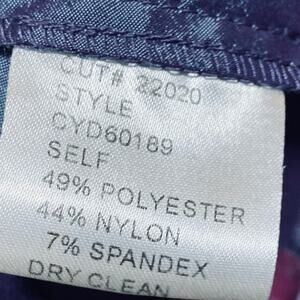 CUT# 22020
STYLE
CYD60189
SELF
49% POLYESTER
44% NYLON
7% SPANDEX
DRY CLEAN